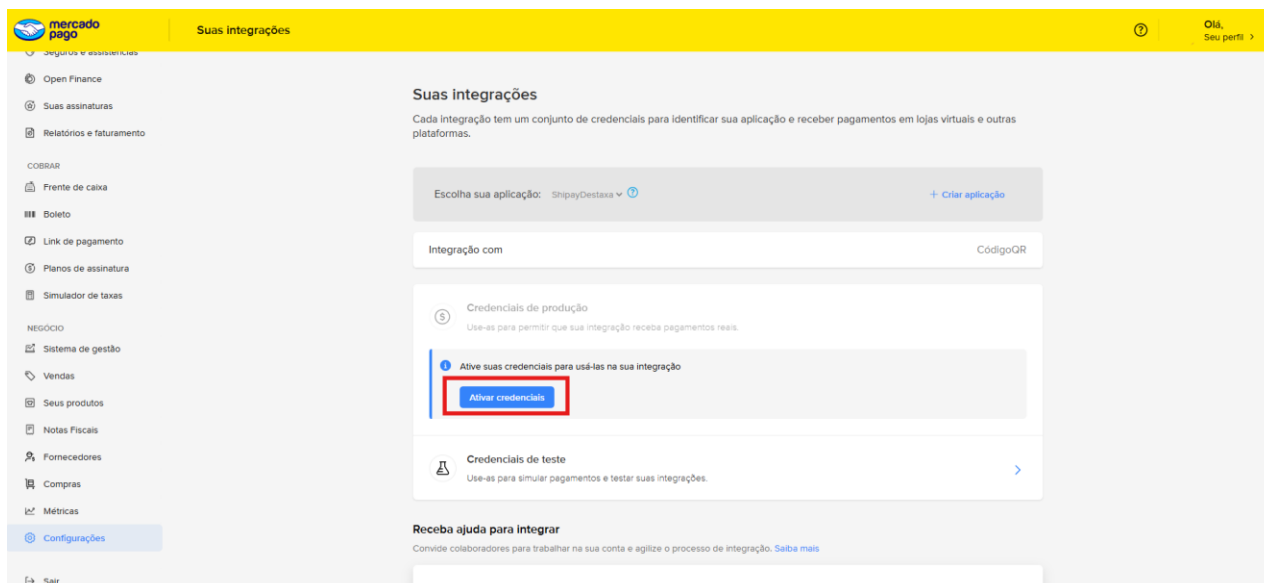 mercado
pago
Suas integrações
Olá,
Seu perfil
Seguros e assistências
Open Finance
Suas assinaturas
Relatórios e faturamento
COBRAR
Frente de caixa
Boleto
Link de pagamento
Planos de assinatura
Simulador de taxas
NEGÓCIO
Sistema de gestão
Vendas
Seus produtos
Notas Fiscais
Fornecedores
Compras
Métricas
Configurações
Sair
Suas integrações
Cada integração tem um conjunto de credenciais para identificar sua aplicação e receber pagamentos em lojas virtuais e outras
plataformas.
Escolha sua aplicação: ShipayDestaxa
+ Criar aplicação
Integração com CódigoQR
Credenciais de produção
Use-as para permitir que sua integração receba pagamentos reais.
Ative suas credenciais para usá-las na sua integração
Ativar credenciais
Credenciais de teste
Use-as para simular pagamentos e testar suas integrações.
Receba ajuda para integrar
Convide colaboradores para trabalhar na sua conta e agilize o processo de integração. Saiba mais